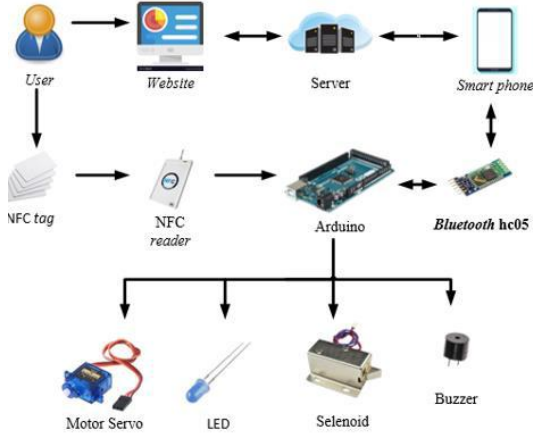 User
Website
Server
Smart phone
NFC tag
NFC
reader
Arduino
Bluetooth hc05
Motor Servo
LED
Selenoid
Buzzer